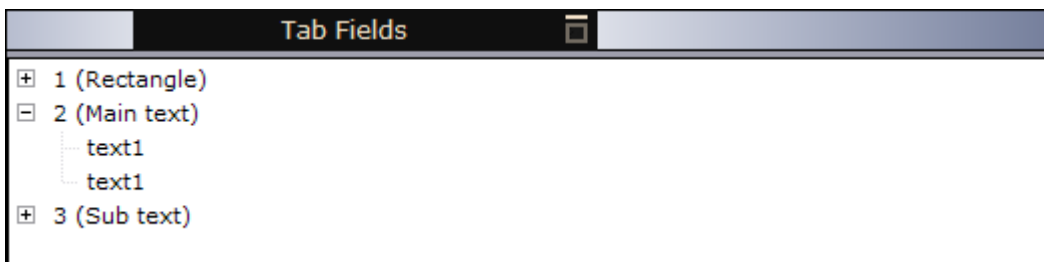 Tab Fields
1 (Rectangle)
2 (Main text)
text1
text1
3 (Sub text)